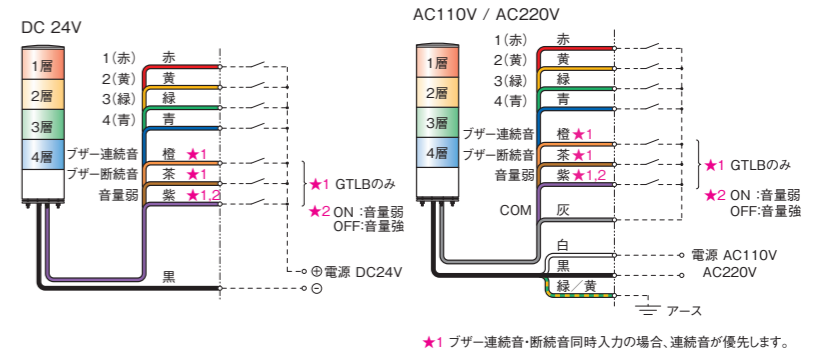 DC 24V
1層
2層
3層
4層
1(赤) 赤
2(黄) 黄
3(緑) 緑
4(青) 青
ブザー連続音 橙 ★1
ブザー断続音 茶 ★1
音量弱 紫 ★1,2
★1 GTLBのみ
★2 ON :音量弱
OFF:音量強
⊕電源 DC24V
黒
⊖
AC110V / AC220V
1層
2層
3層
4層
1(赤) 赤
2(黄) 黄
3(緑) 緑
4(青) 青
ブザー連続音 橙★1
ブザー断続音 茶★1
音量弱 紫★1,2
★1 GTLBのみ
★2 ON :音量弱
OFF:音量強
COM 灰
白
電源 AC110V
黒
AC220V
緑/黄
アース
★1 ブザー連続音・断続音同時入力の場合、連続音が優先します。